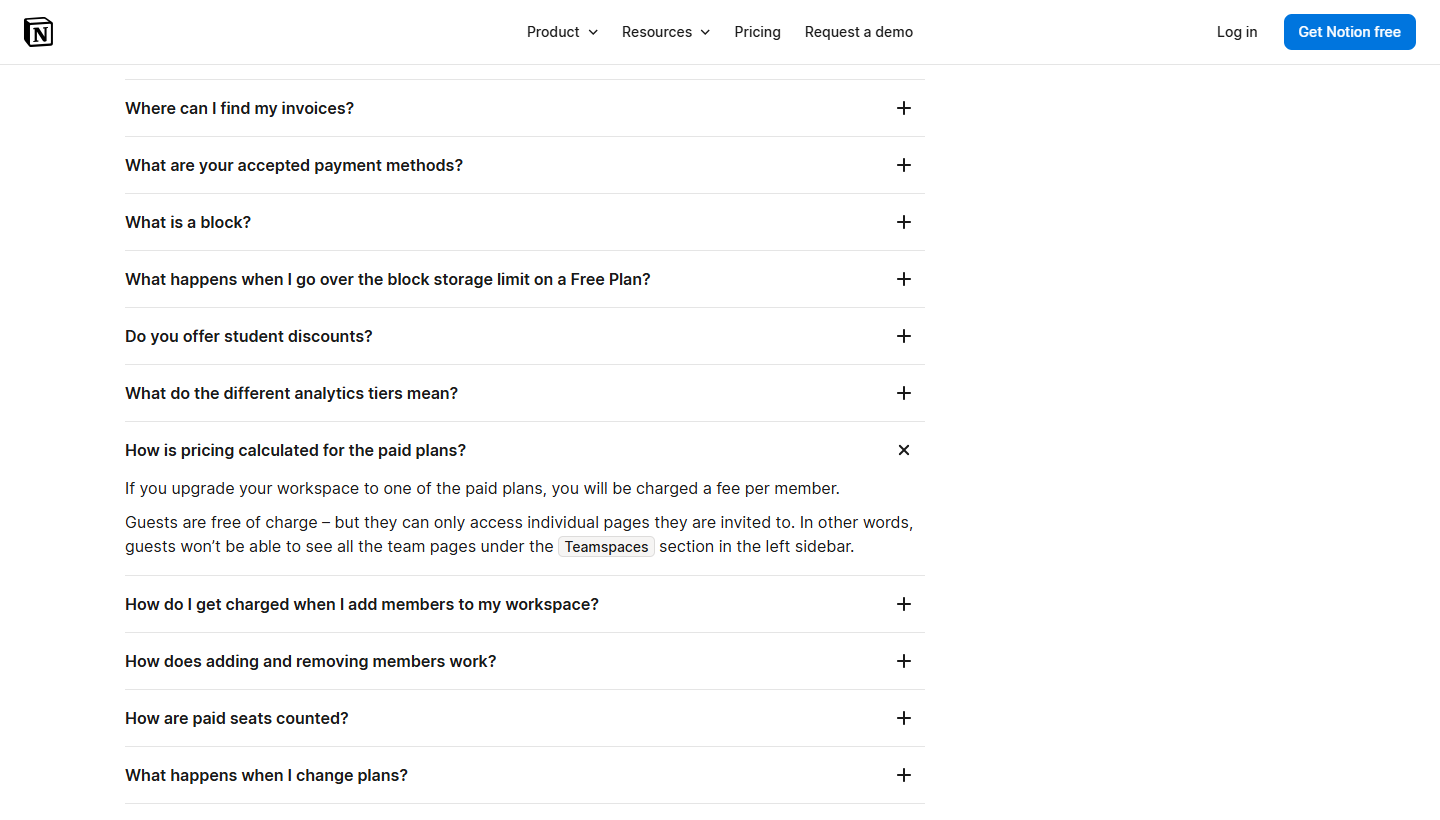 N
Product
Resources
Pricing
Request a demo
Log in
Get Notion free
Where can I find my invoices?
What are your accepted payment methods?
What is a block?
What happens when I go over the block storage limit on a Free Plan?
Do you offer student discounts?
What do the different analytics tiers mean?
How is pricing calculated for the paid plans?
If you upgrade your workspace to one of the paid plans, you will be charged a fee per member.
Guests are free of charge – but they can only access individual pages they are invited to. In other words,
guests won’t be able to see all the team pages under the Teamspaces section in the left sidebar.
How do I get charged when I add members to my workspace?
How does adding and removing members work?
How are paid seats counted?
What happens when I change plans?